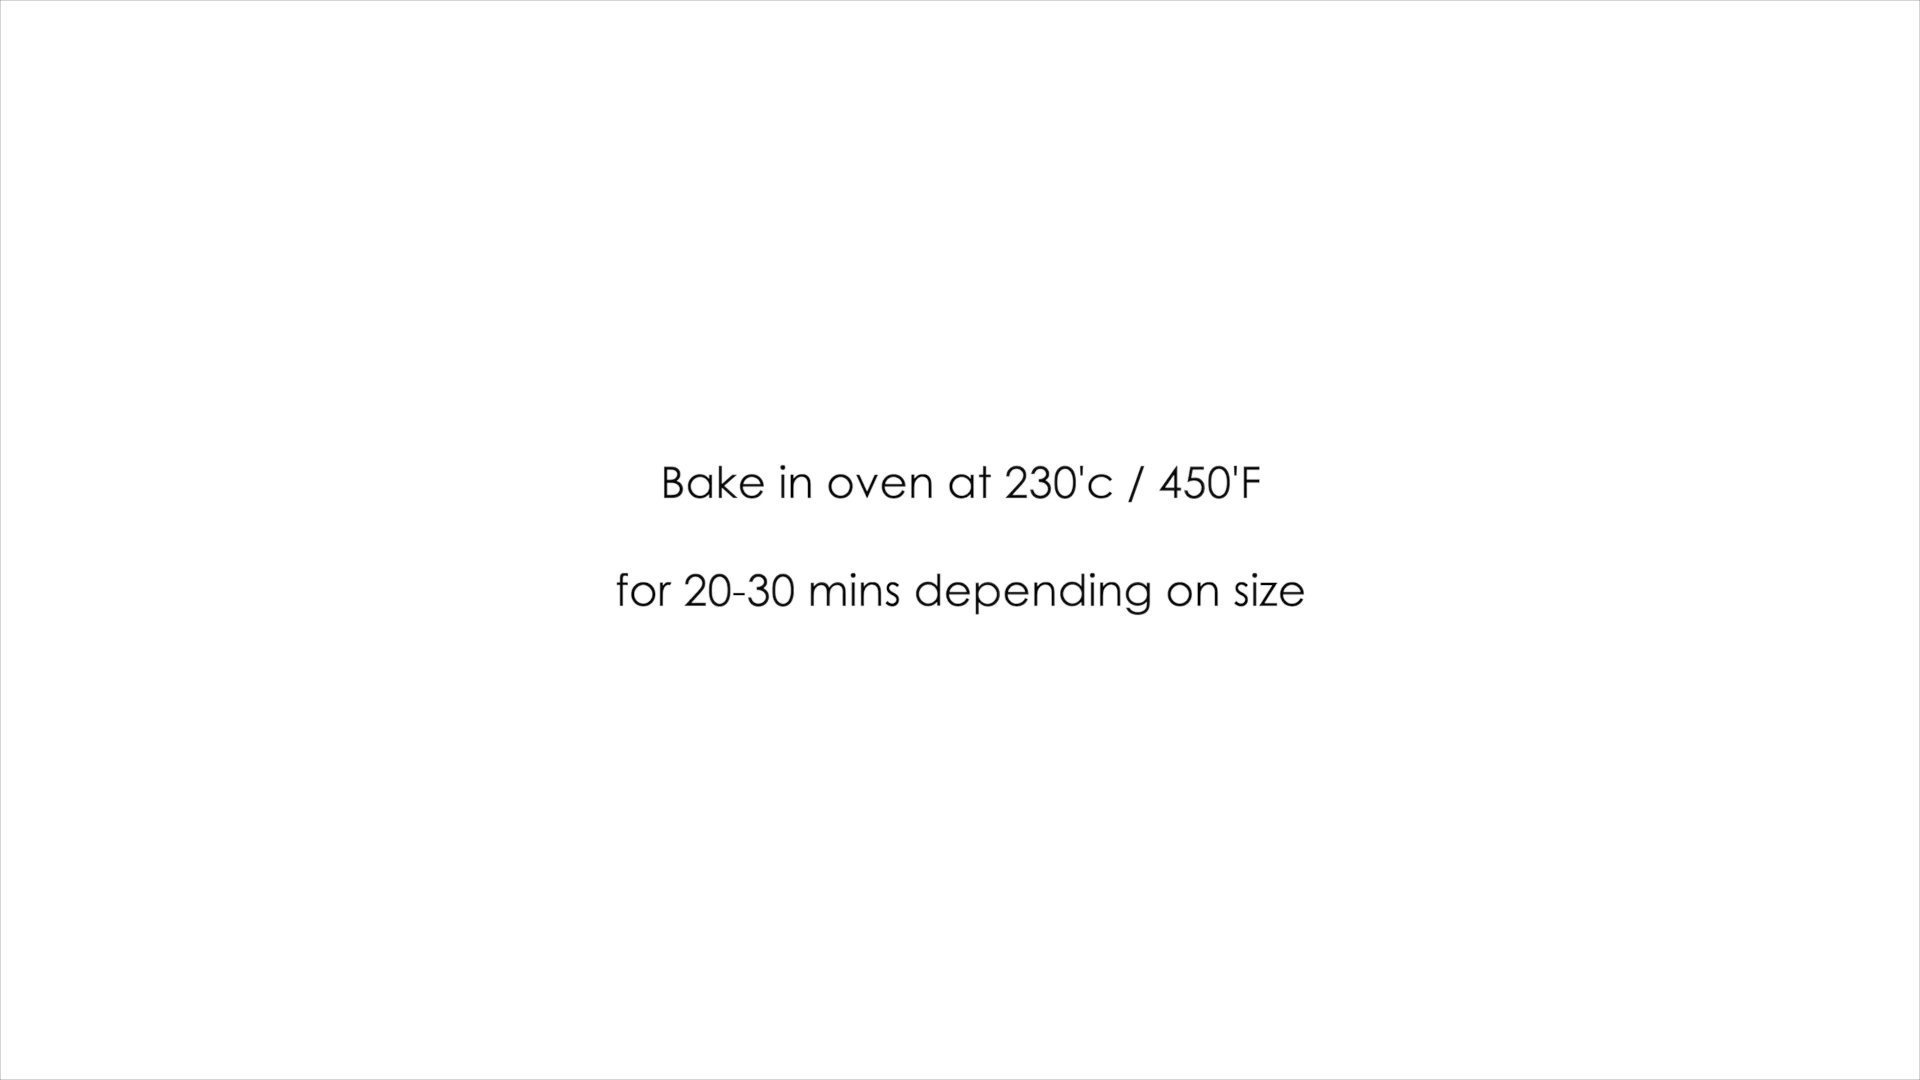 Bake in oven at 230'c / 450'F
for 20-30 mins depending on size